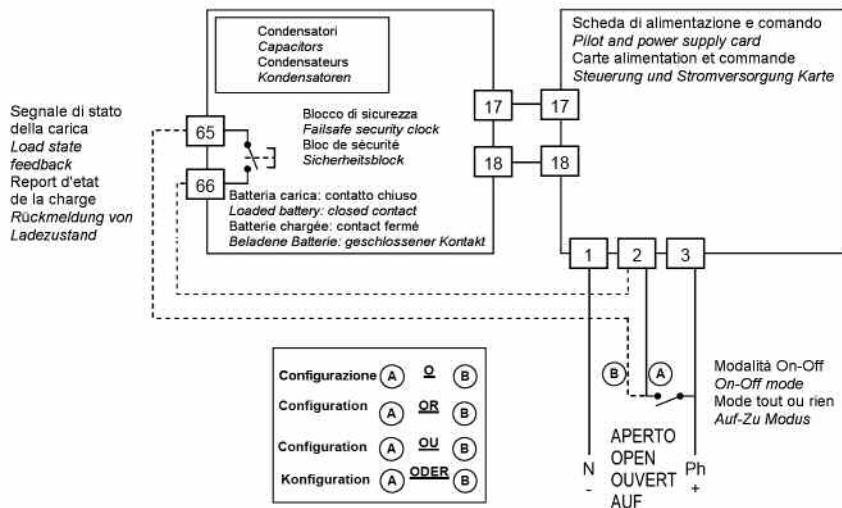 Condensatori
Capacitors
Condensateurs
Kondensatoren
Scheda di alimentazione e comando
Pilot and power supply card
Carte alimentation et commande
Steuerung und Stromversorgung Karte
17
17
18
18
Segnale di stato
della carica
Load state
feedback
Report d'etat
de la charge
Rückmeldung von
Ladezustand
65
66
Blocco di sicurezza
Failsafe security clock
Bloc de sécurité
Sicherheitsblock
Batteria carica: contatto chiuso
Loaded battery: closed contact
Batterie chargée: contact fermé
Beladene Batterie: geschlossener Kontakt
1
2
3
B
A
Modalità On-Off
On-Off mode
Mode tout ou rien
Auf-Zu Modus
Configurazione A O B
Configuration A OR B
Configuration A OU B
Konfiguration A ODER B
APERTO
OPEN
OUVERT
AUF
N
-
Ph
+